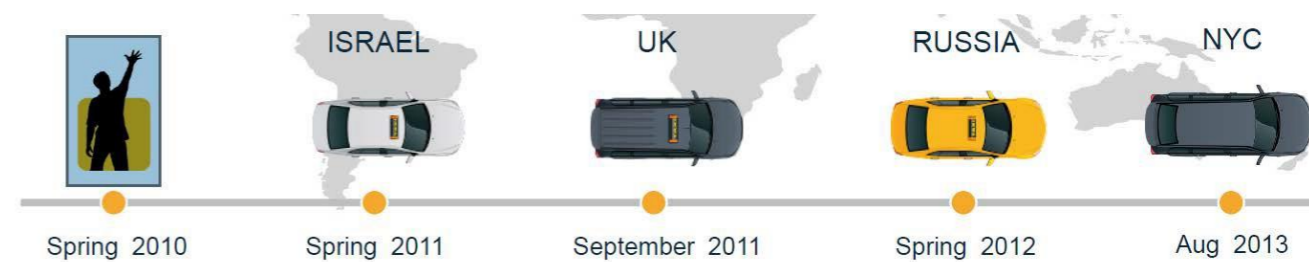 ISRAEL
UK
RUSSIA
NYC
Spring 2010
Spring 2011
September 2011
Spring 2012
Aug 2013